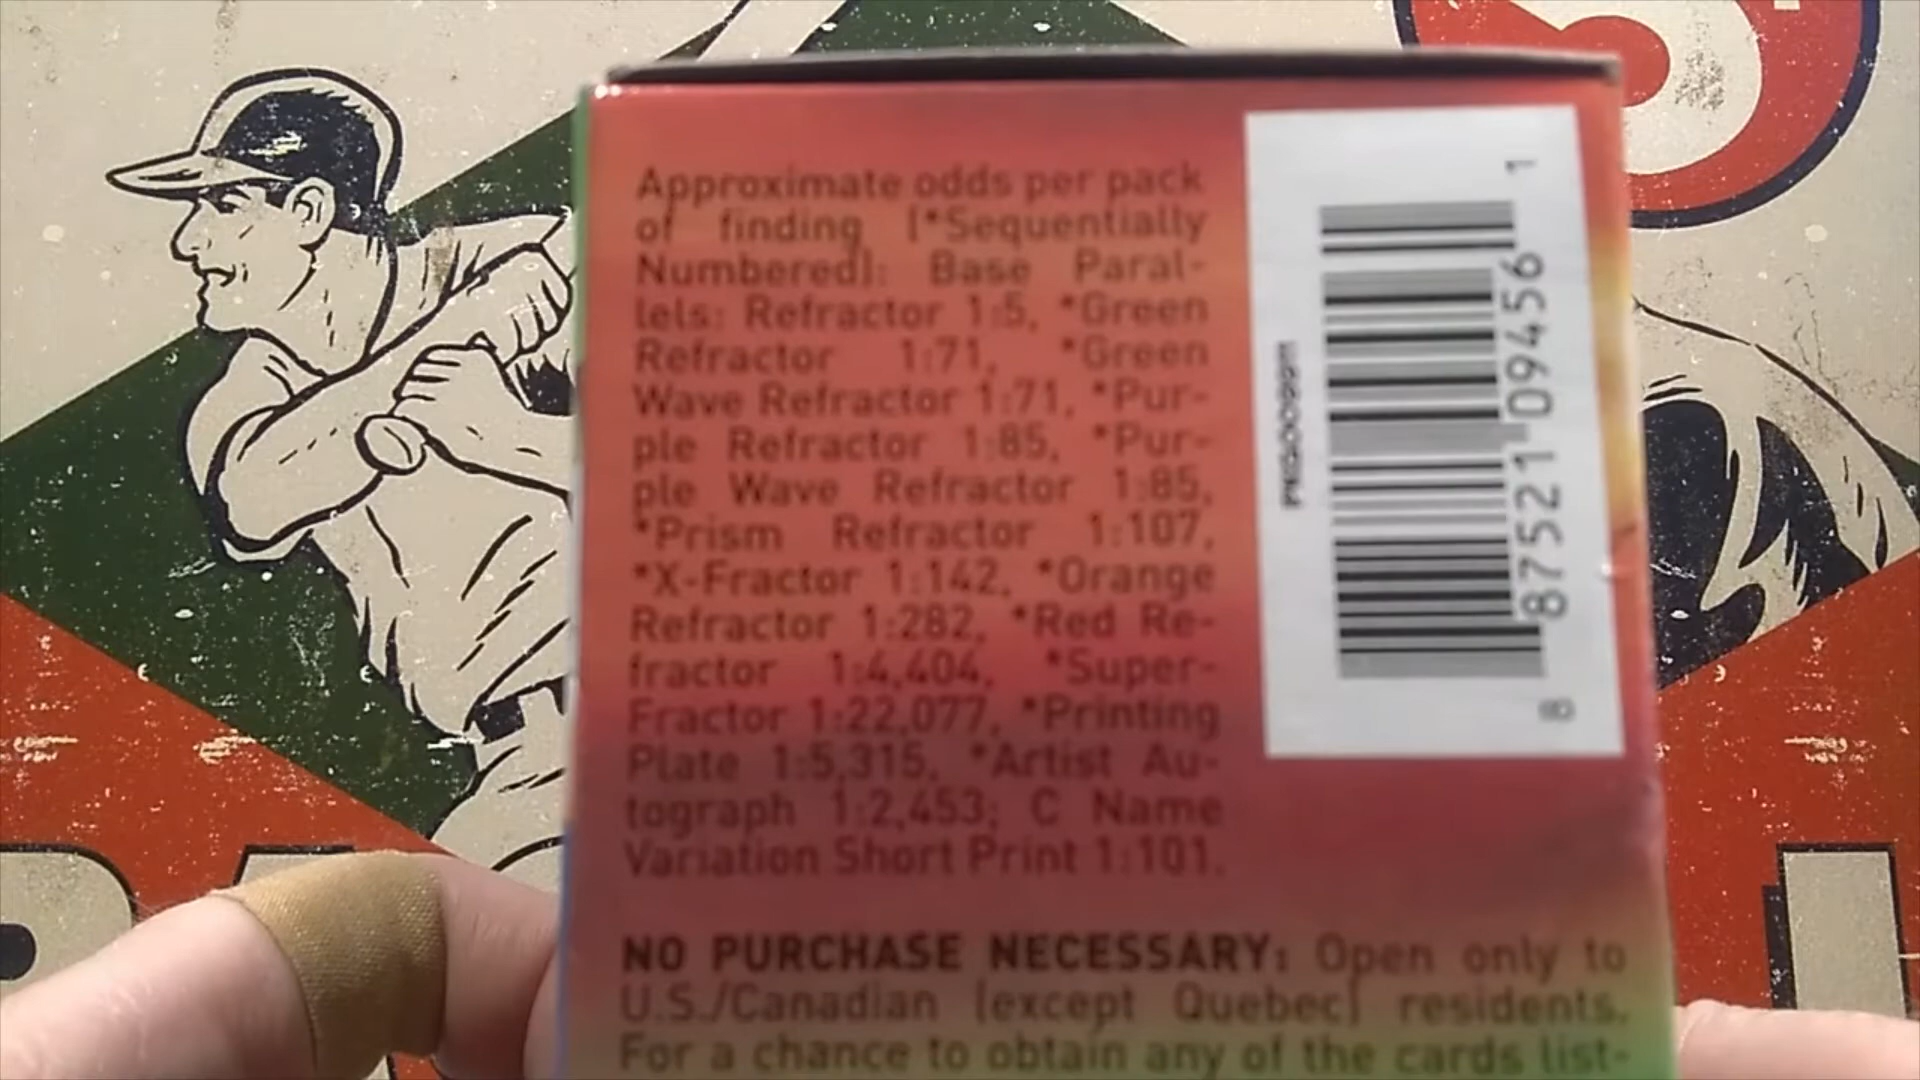 Approximate odds per pack
of finding (*Sequentially
Numbered): Base Paral-
lels: Refractor 1:5, *Green
Refractor 1:71, *Green
Wave Refractor 1:71, *Pur-
ple Refractor 1:85, *Pur-
ple Wave Refractor 1:85,
*Prism Refractor 1:107,
*X-Fractor 1:142, *Orange
Refractor 1:282, *Red Re-
fractor 1:4,404, *Super-
Fractor 1:22,077, *Printing
Plate 1:5,315, *Artist Au-
tograph 1:2,453; C Name
Variation Short Print 1:101.
8 87521 09456 1
NO PURCHASE NECESSARY: Open only to
U.S./Canadian (except Quebec) residents.
For a chance to obtain any of the cards list-